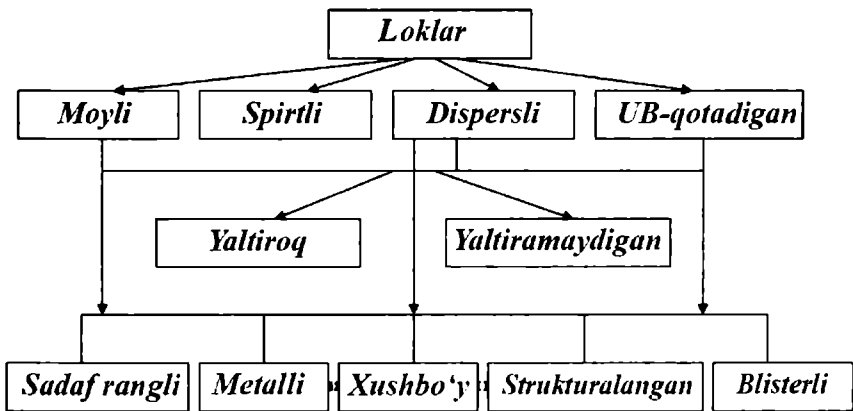 Loklar
Moyli Spirtli Dispersli UB-qotadigan
Yaltiroq Yaltiramaydigan
Sadaf rangli Metalli Xushbo‘y Strukturalangan Blisterli